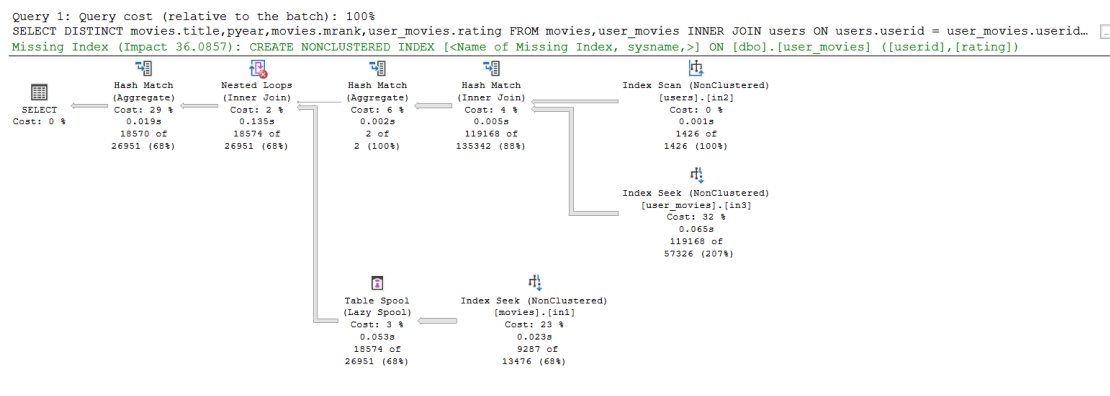 Query 1: Query cost (relative to the batch): 100%
SELECT DISTINCT movies.title,pyear,movies.mrank,user_movies.rating FROM movies,user_movies INNER JOIN users ON users.userid = user_movies.userid…
Missing Index (Impact 36.0857): CREATE NONCLUSTERED INDEX [<Name of Missing Index, sysname,>] ON [dbo].[user_movies] ([userid],[rating])
SELECT
Cost: 0 %
Hash Match
(Aggregate)
Cost: 29 %
0.019s
18570 of
26951 (68%)
Nested Loops
(Inner Join)
Cost: 2 %
0.135s
18574 of
26951 (68%)
Hash Match
(Aggregate)
Cost: 6 %
0.002s
2 of
2 (100%)
Hash Match
(Inner Join)
Cost: 4 %
0.005s
119168 of
135342 (88%)
Index Scan (NonClustered)
[users].[in2]
Cost: 0 %
0.001s
1426 of
1426 (100%)
Index Seek (NonClustered)
[user_movies].[in3]
Cost: 32 %
0.065s
119168 of
57326 (207%)
Table Spool
(Lazy Spool)
Cost: 3 %
0.053s
18574 of
26951 (68%)
Index Seek (NonClustered)
[movies].[in1]
Cost: 23 %
0.023s
9287 of
13476 (68%)